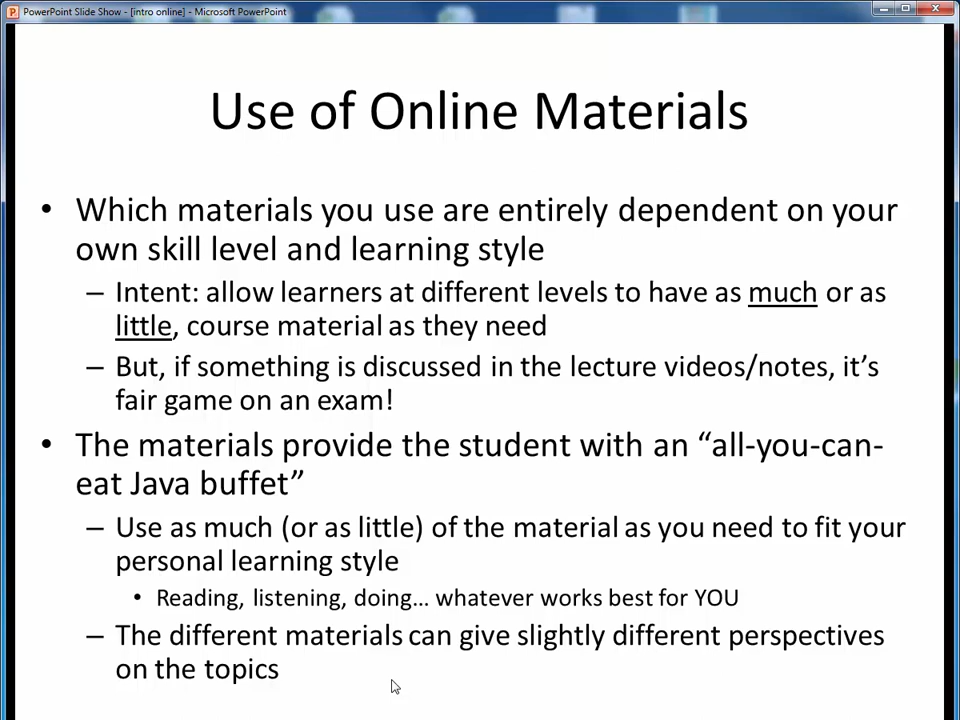 PowerPoint Slide Show - [intro online] - Microsoft PowerPoint
Use of Online Materials
• Which materials you use are entirely dependent on your
own skill level and learning style
– Intent: allow learners at different levels to have as much or as
little, course material as they need
– But, if something is discussed in the lecture videos/notes, it's
fair game on an exam!
• The materials provide the student with an “all-you-can-
eat Java buffet”
– Use as much (or as little) of the material as you need to fit your
personal learning style
• Reading, listening, doing… whatever works best for YOU
– The different materials can give slightly different perspectives
on the topics